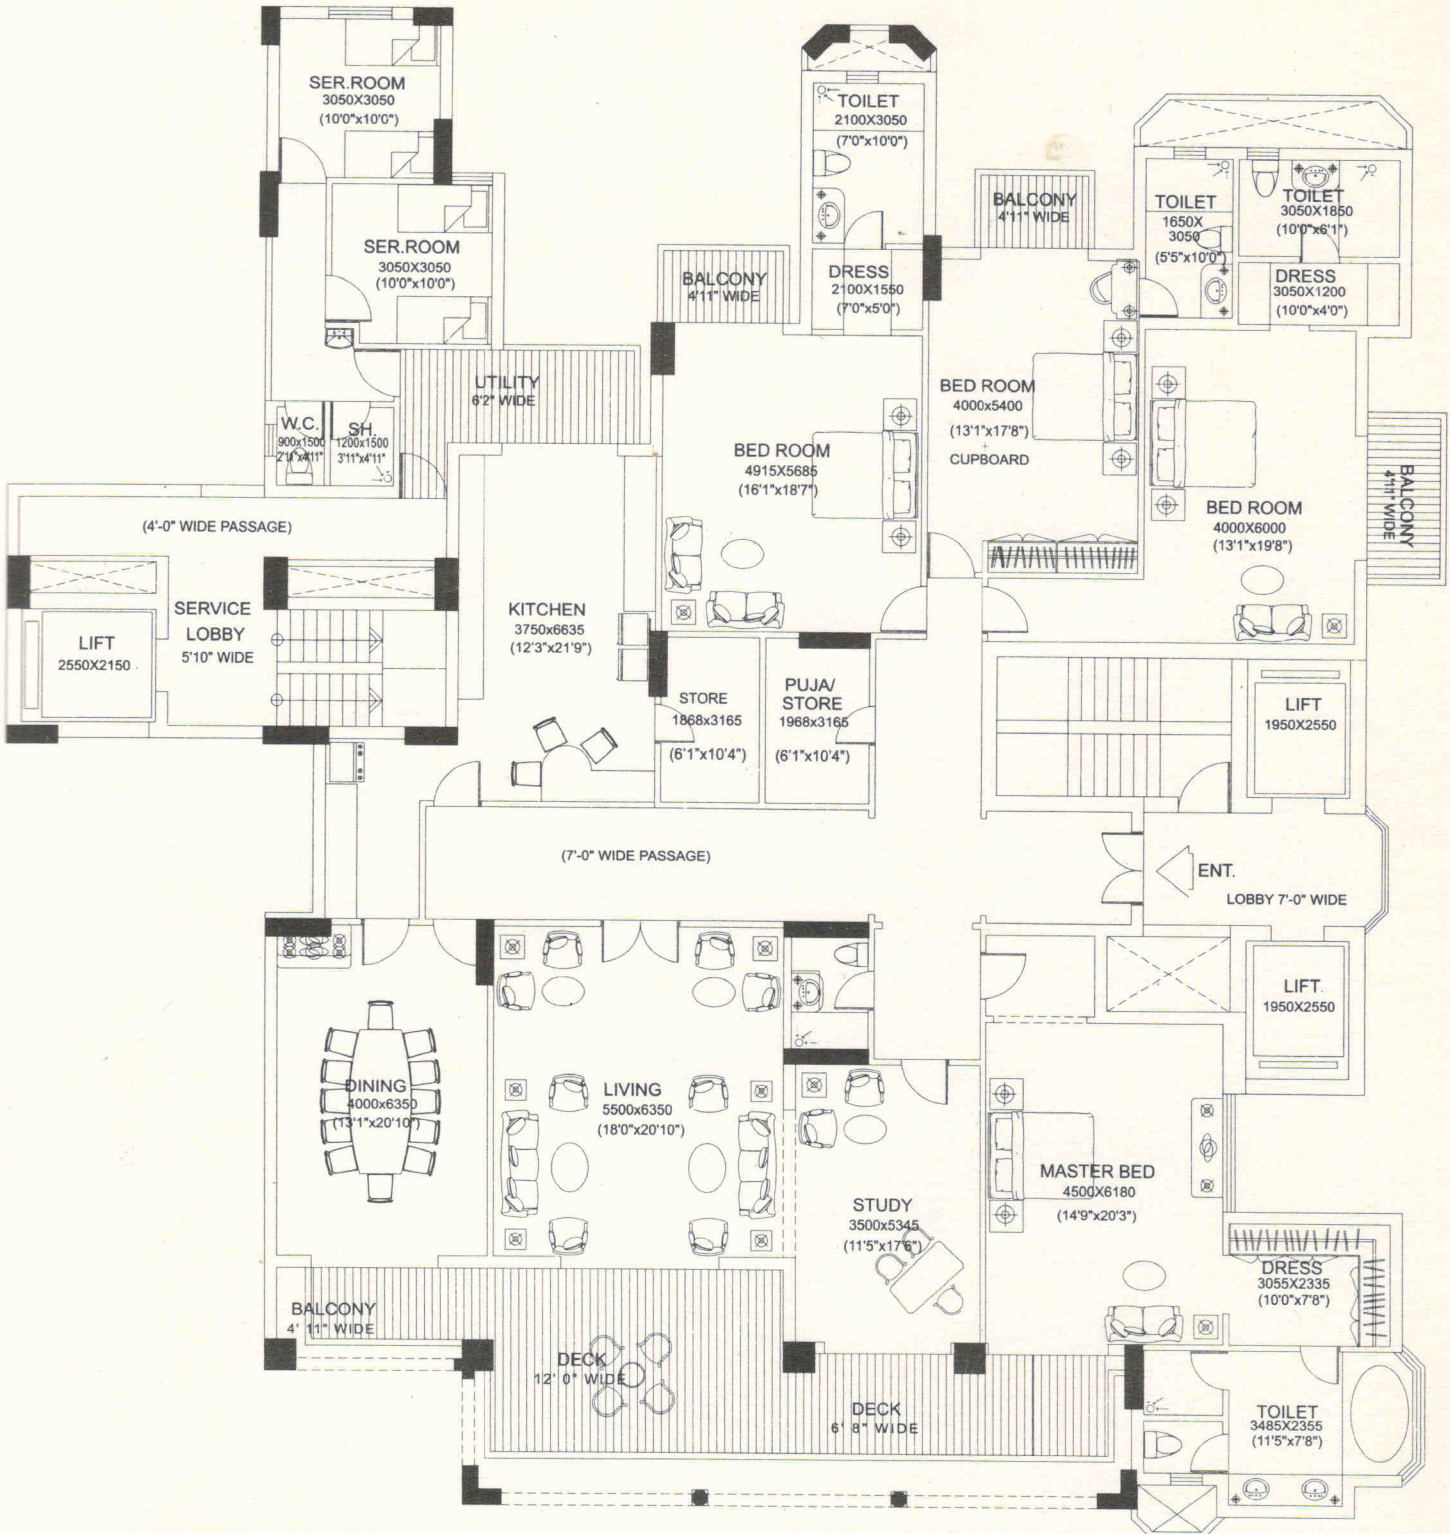 SER.ROOM
3050X3050
(10'0"x10'0")
SER.ROOM
3050X3050
(10'0"x10'0")
TOILET
2100X3050
(7'0"x10'0")
BALCONY
4'11" WIDE
DRESS
2100X1550
(7'0"x5'0")
BALCONY
4'11" WIDE
TOILET
1650X
3050
(5'5"x10'0")
TOILET
3050X1850
(10'0"x6'1")
DRESS
3050X1200
(10'0"x4'0")
UTILITY
6'2" WIDE
W.C.
900x1500
2'11"x4'11"
SH.
1200x1500
3'11"x4'11"
BED ROOM
4915X5685
(16'1"x18'7")
BED ROOM
4000x5400
(13'1"x17'8")
+
CUPBOARD
BED ROOM
4000X6000
(13'1"x19'8")
BALCONY
4'11" WIDE
(4'-0" WIDE PASSAGE)
LIFT
2550X2150
SERVICE
LOBBY
5'10" WIDE
KITCHEN
3750x6635
(12'3"x21'9")
STORE
1868x3165
(6'1"x10'4")
PUJA/
STORE
1968x3165
(6'1"x10'4")
LIFT
1950X2550
(7'-0" WIDE PASSAGE)
ENT.
LOBBY 7'-0" WIDE
LIFT
1950X2550
DINING
4000x6350
(13'1"x20'10")
LIVING
5500x6350
(18'0"x20'10")
STUDY
3500x5345
(11'5"x17'6")
MASTER BED
4500X6180
(14'9"x20'3")
DRESS
3055X2335
(10'0"x7'8")
BALCONY
4' 11" WIDE
DECK
12' 0" WIDE
DECK
6' 8" WIDE
TOILET
3485X2355
(11'5"x7'8")